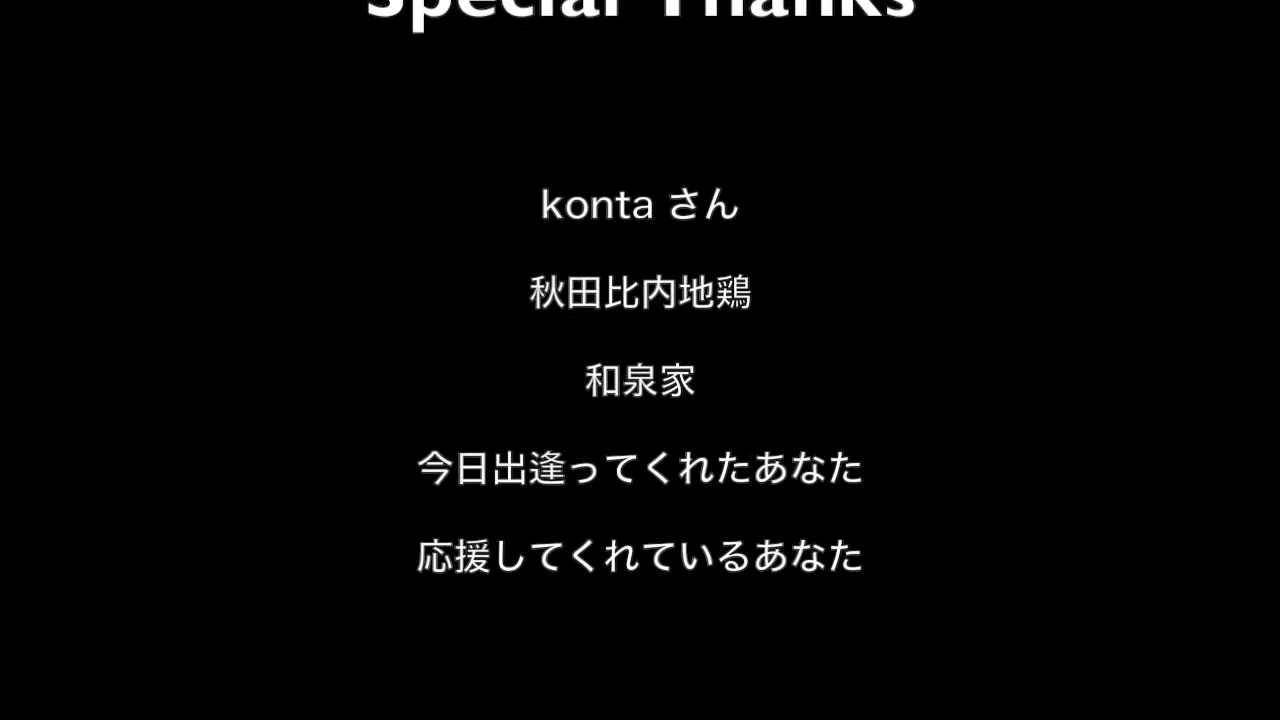 Special Thanks
konta さん
秋田比内地鶏
和泉家
今日出逢ってくれたあなた
応援してくれているあなた